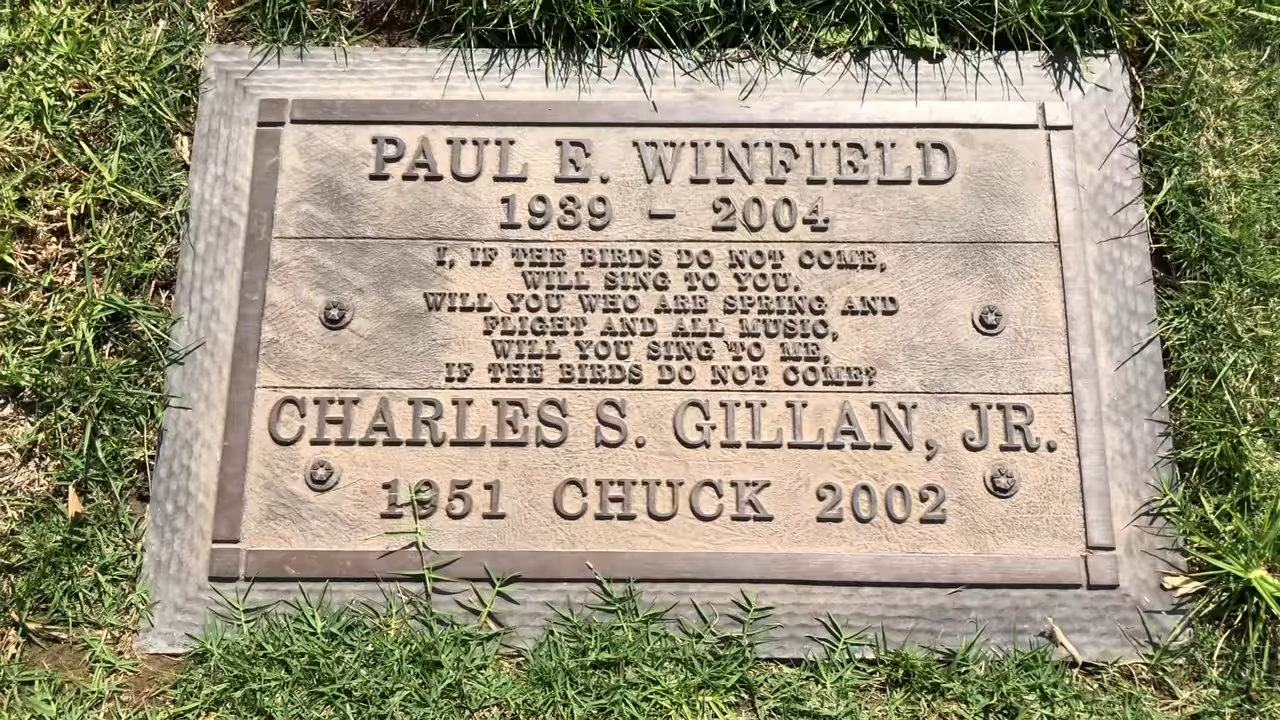 PAUL E. WINFIELD
1939 - 2004
I, IF THE BIRDS DO NOT COME,
WILL SING TO YOU.
WILL YOU WHO ARE SPRING AND
FLIGHT AND ALL MUSIC,
WILL YOU SING TO ME,
IF THE BIRDS DO NOT COME?
CHARLES S. GILLAN, JR.
1951 CHUCK 2002